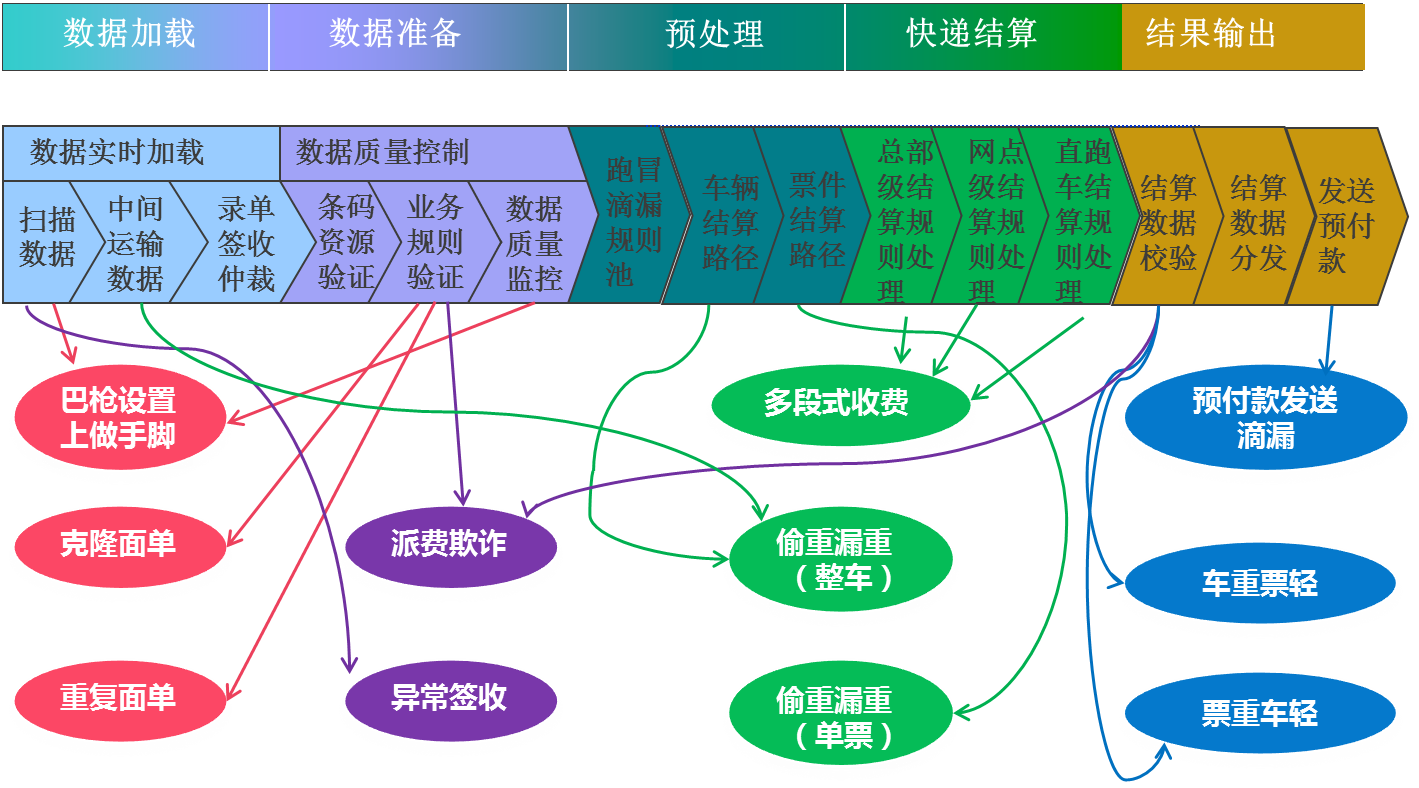 数据加载
数据准备
预处理
快递结算
结果输出
数据实时加载
数据质量控制
扫描
数据
中间
运输
数据
录单
签收
仲裁
条码
资源
验证
业务
规则
验证
数据
质量
监控
跑冒
滴漏
规则
池
车辆
结算
路径
票件
结算
路径
总部
级结
算规
则处
理
网点
级结
算规
则处
理
直跑
车结
算规
则处
理
结算
数据
校验
结算
数据
分发
发送
预付
款
巴枪设置
上做手脚
多段式收费
预付款发送
滴漏
克隆面单
派费欺诈
偷重漏重
（整车）
车重票轻
重复面单
异常签收
偷重漏重
（单票）
票重车轻